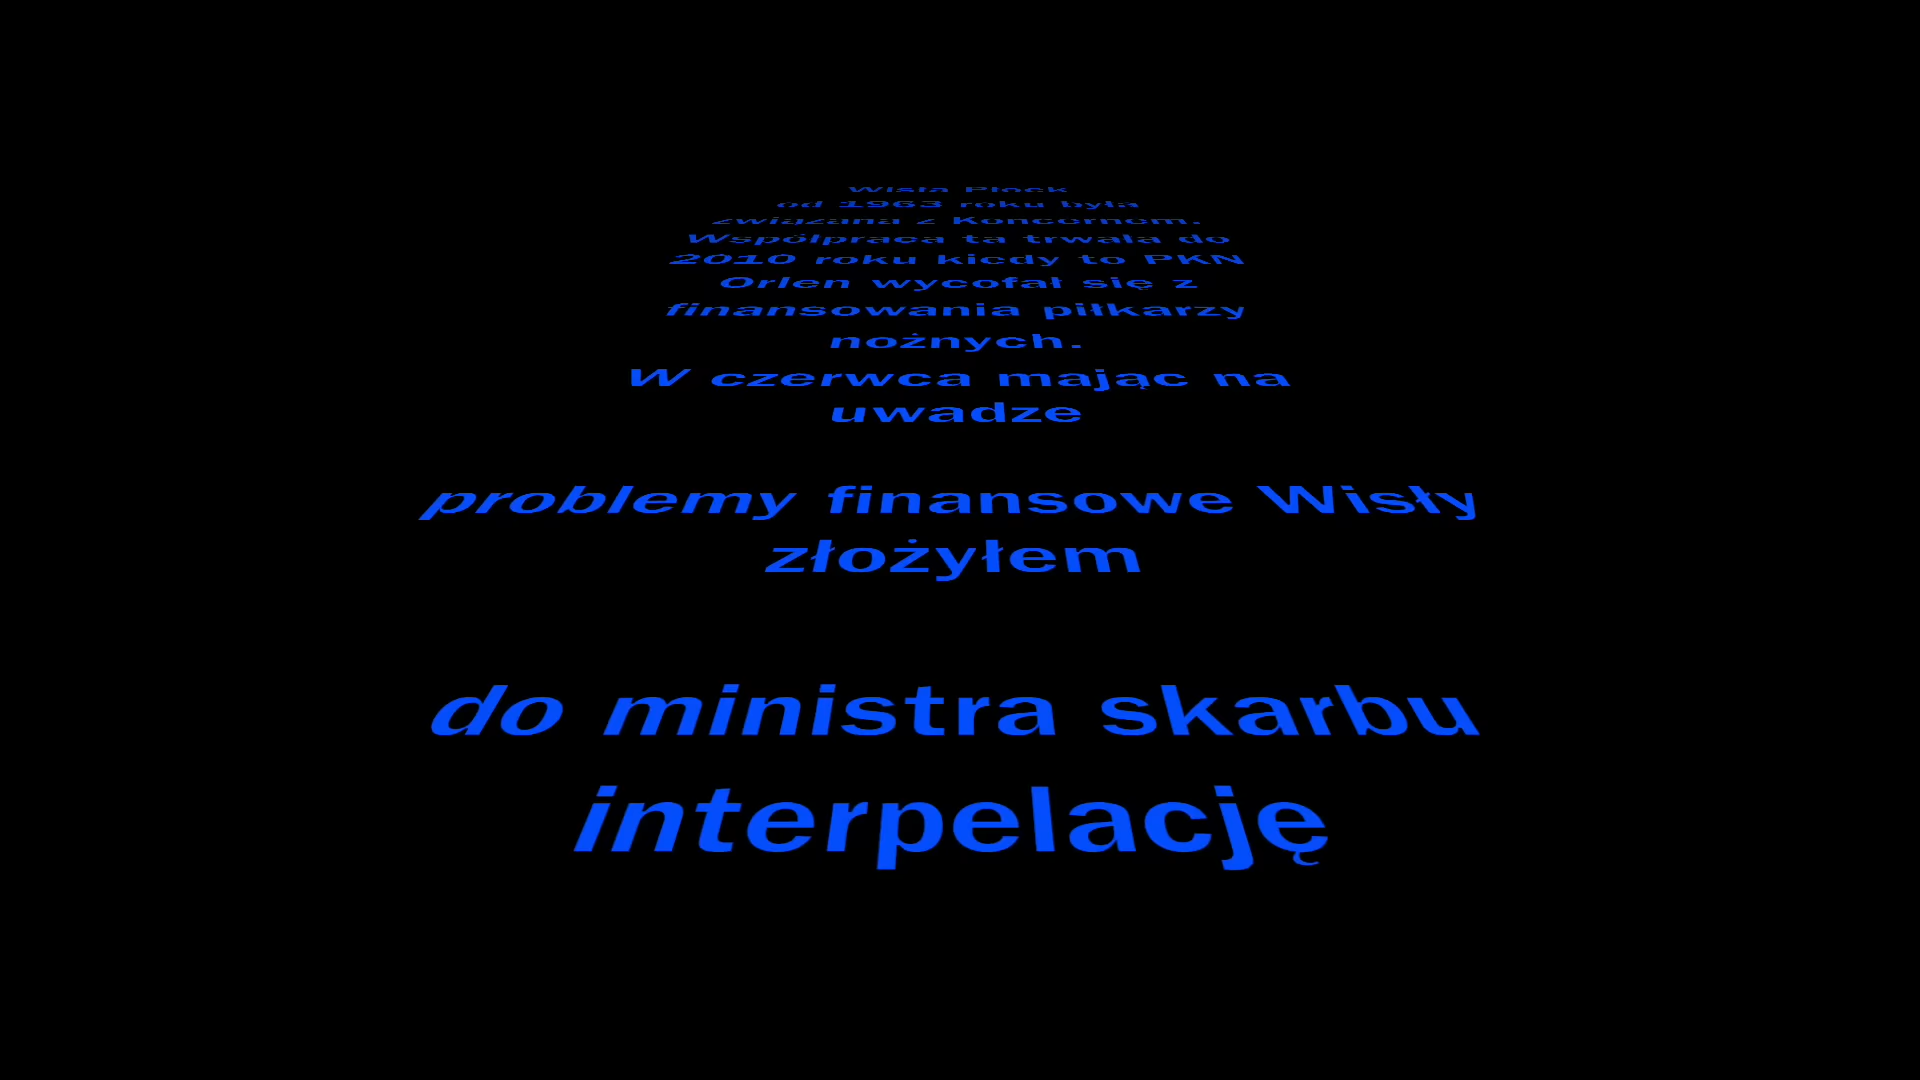 Wisła Płock
od 1963 roku była
związana z Koncernem.
Współpraca ta trwała do
2010 roku kiedy to PKN
Orlen wycofał się z
finansowania piłkarzy
nożnych.
W czerwca mając na
uwadze
problemy finansowe Wisły
złożyłem
do ministra skarbu
interpelację